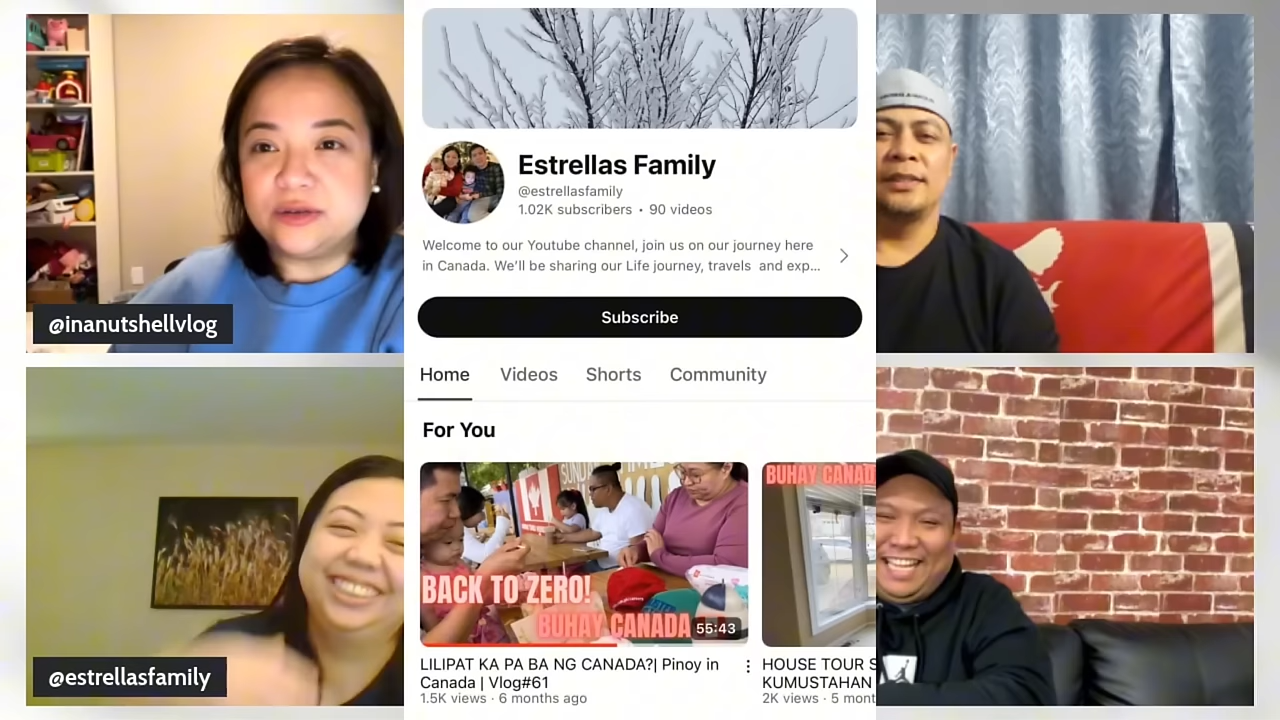 Estrellas Family
@estrellasfamily
1.02K subscribers • 90 videos
Welcome to our Youtube channel, join us on our journey here
in Canada. We'll be sharing our Life journey, travels and exp...
Subscribe
Home Videos Shorts Community
For You
BACK TO ZERO!
BUHAY CANADA
55:43
BUHAY CANADA
LILIPAT KA PA BA NG CANADA?| Pinoy in
Canada | Vlog#61
1.5K views · 6 months ago
HOUSE TOUR S
KUMUSTAHAN
2K views · 5 mont
@inanutshellvlog
@estrellasfamily